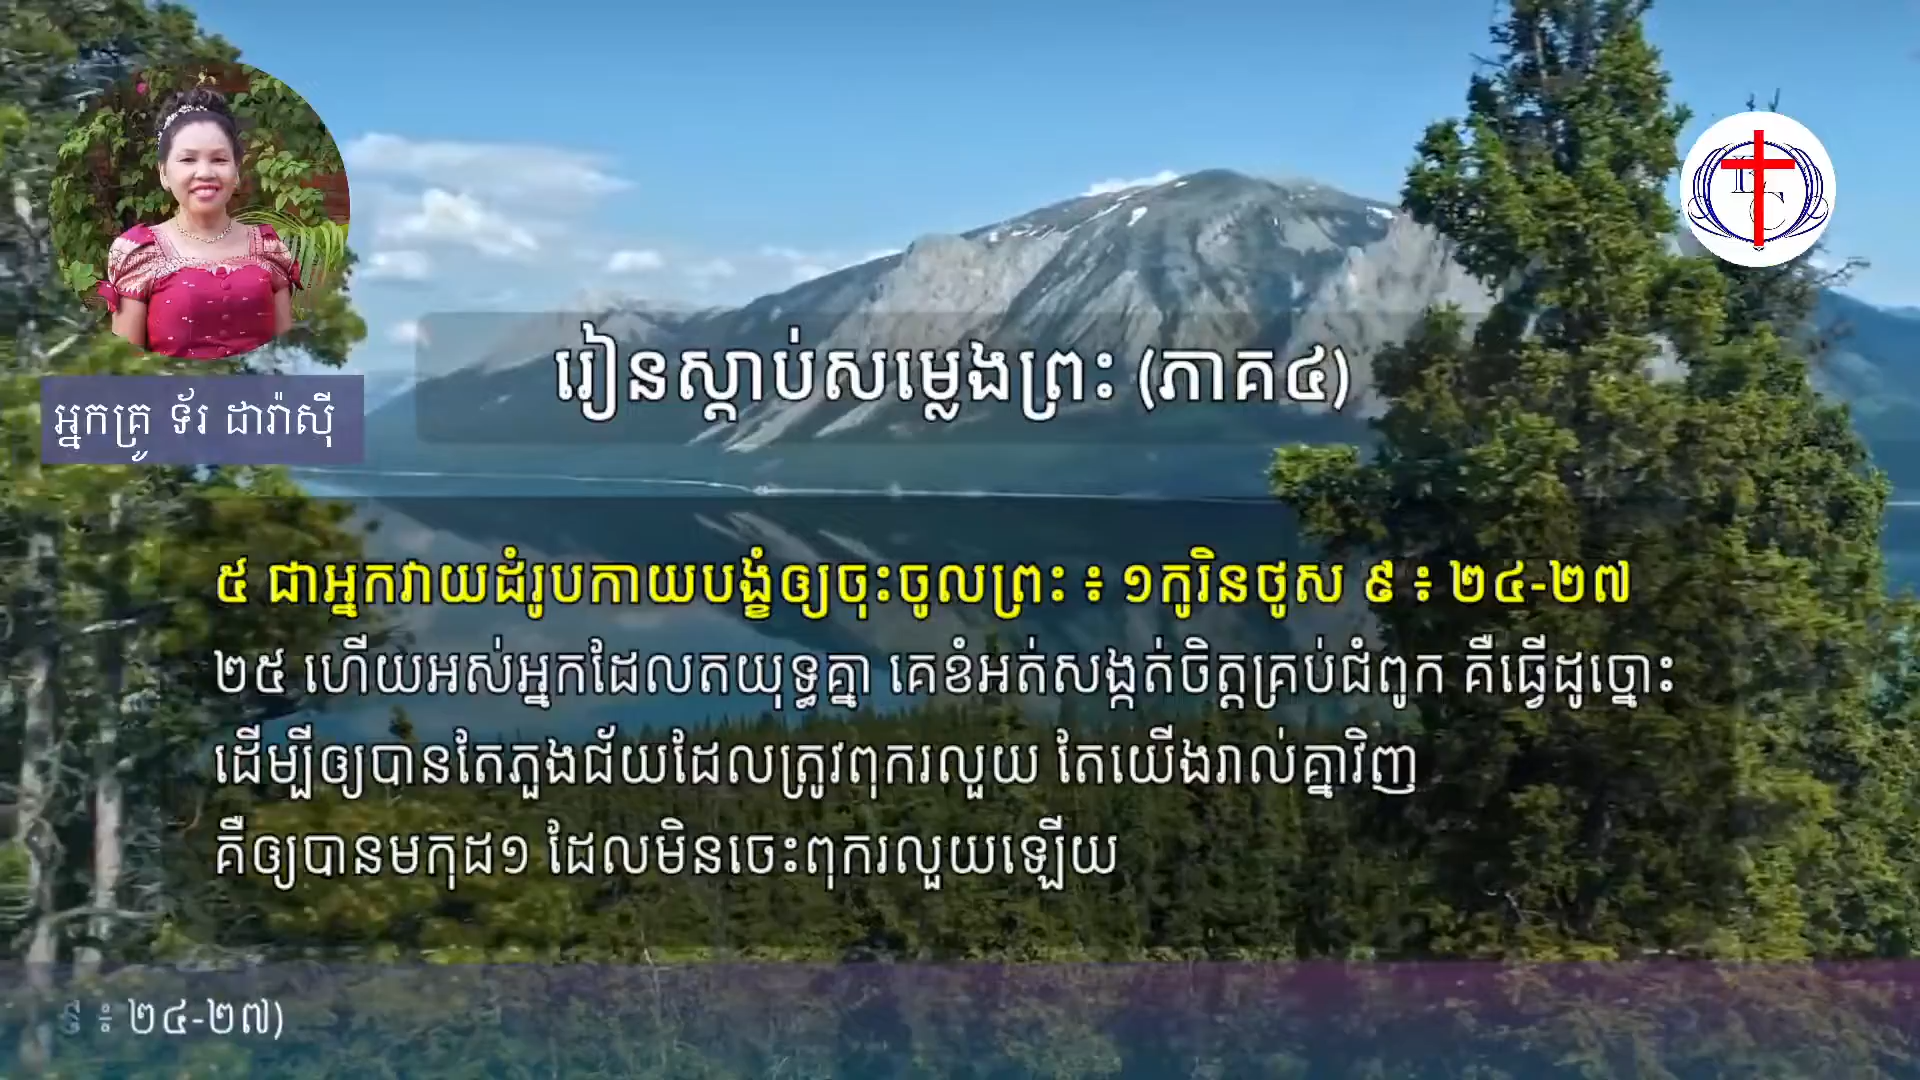 រៀនស្តាប់សម្លេងព្រះ (ភាគ៤)
អ្នកគ្រូ ទ័រ ដារ៉ាស៊ី
៥ ជាអ្នកវាយដំរូបកាយបង្ខំឲ្យចុះចូលព្រះ ៖ ១កូរិនថូស ៩ ៖ ២៤-២៧
២៥ ហើយអស់អ្នកដែលតយុទ្ធគ្នា គេខំអត់សង្កត់ចិត្តគ្រប់ជំពូក គឺធ្វើដូច្នោះ
ដើម្បីឲ្យបានតែភួងជ័យដែលត្រូវពុករលួយ តែយើងរាល់គ្នាវិញ
គឺឲ្យបានមកុដ១ ដែលមិនចេះពុករលួយឡើយ
៖ ២៤-២៧)